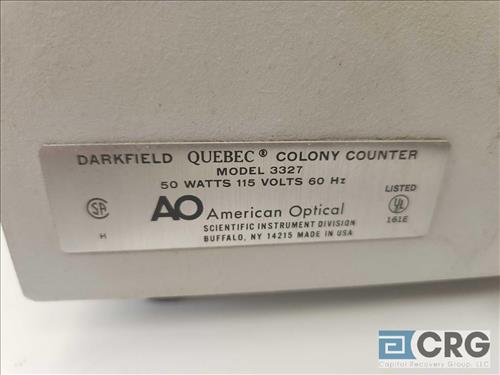 DARKFIELD QUEBEC® COLONY COUNTER
MODEL 3327
50 WATTS 115 VOLTS 60 Hz
SA
H
AO American Optical
SCIENTIFIC INSTRUMENT DIVISION
BUFFALO, NY 14215 MADE IN USA
LISTED
UL
161E
CRG
Capital Recovery Group, LLC